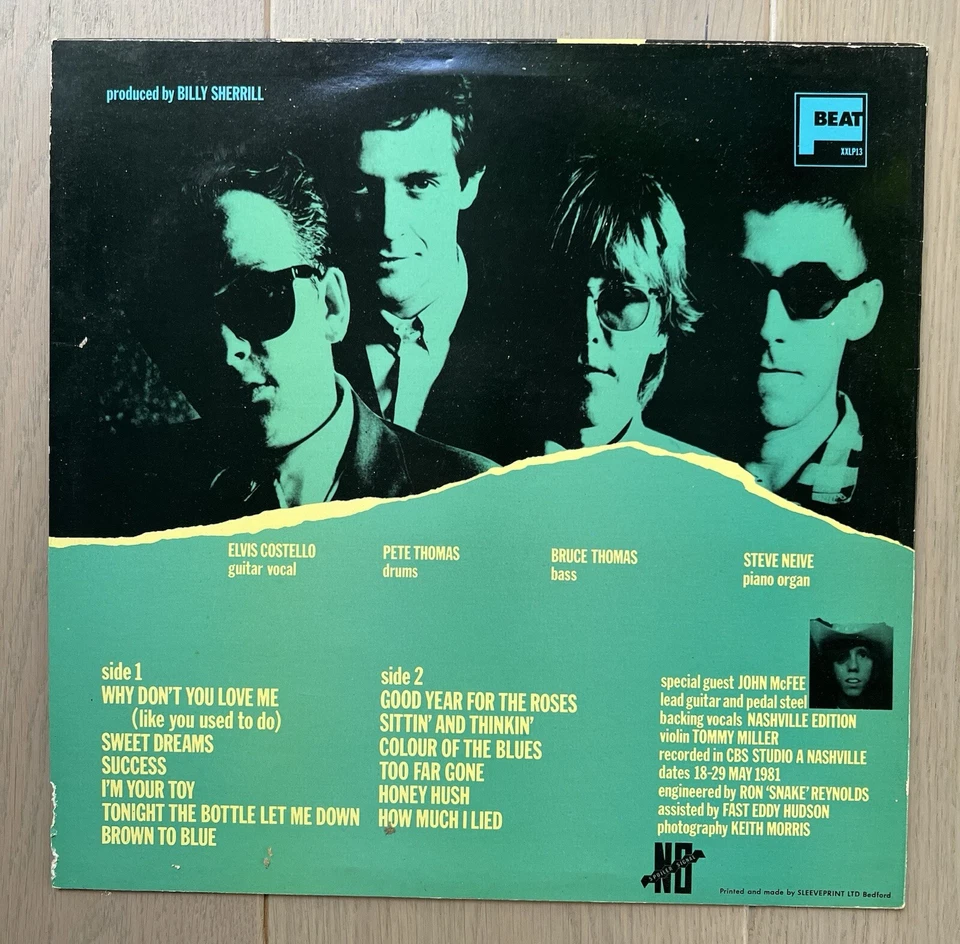 produced by BILLY SHERRILL
F BEAT
XXLP13
ELVIS COSTELLO
guitar vocal
PETE THOMAS
drums
BRUCE THOMAS
bass
STEVE NEIVE
piano organ
side 1
WHY DON'T YOU LOVE ME
(like you used to do)
SWEET DREAMS
SUCCESS
I'M YOUR TOY
TONIGHT THE BOTTLE LET ME DOWN
BROWN TO BLUE
side 2
GOOD YEAR FOR THE ROSES
SITTIN' AND THINKIN'
COLOUR OF THE BLUES
TOO FAR GONE
HONEY HUSH
HOW MUCH I LIED
special guest JOHN McFEE
lead guitar and pedal steel
backing vocals NASHVILLE EDITION
violin TOMMY MILLER
recorded in CBS STUDIO A NASHVILLE
dates 18-29 MAY 1981
engineered by RON 'SNAKE' REYNOLDS
assisted by FAST EDDY HUDSON
photography KEITH MORRIS
NO
SPOILER SIGNS
Printed and made by SLEEVEPRINT LTD Bedford